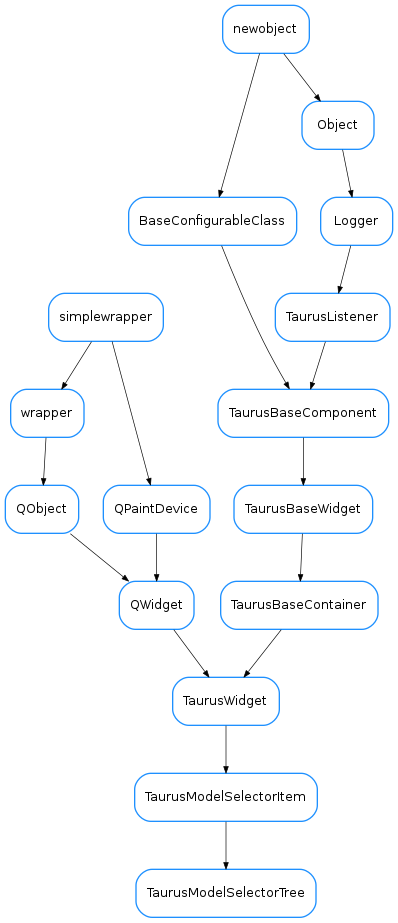 newobject
Object
BaseConfigurableClass
Logger
simplewrapper
TaurusListener
wrapper
TaurusBaseComponent
QObject
QPaintDevice
TaurusBaseWidget
QWidget
TaurusBaseContainer
TaurusWidget
TaurusModelSelectorItem
TaurusModelSelectorTree